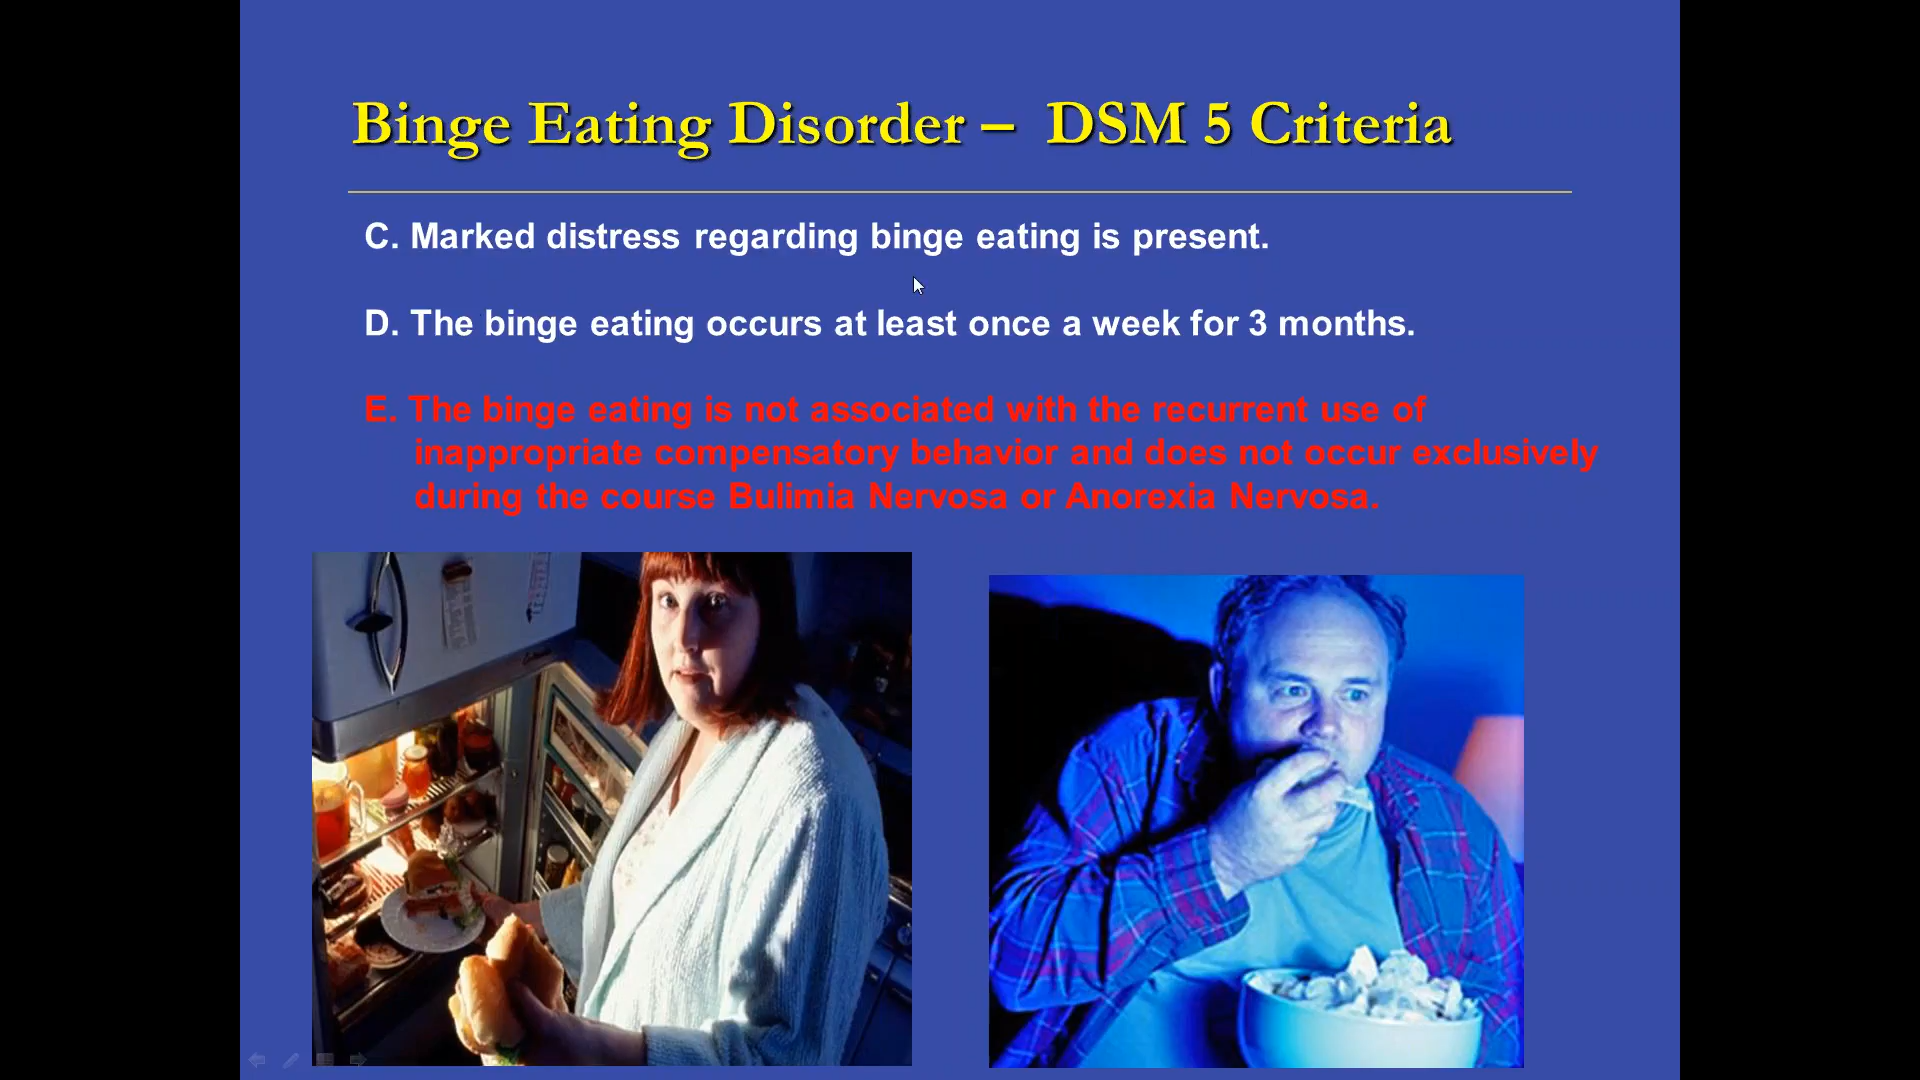 Binge Eating Disorder – DSM 5 Criteria
C. Marked distress regarding binge eating is present.
D. The binge eating occurs at least once a week for 3 months.
E. The binge eating is not associated with the recurrent use of
inappropriate compensatory behavior and does not occur exclusively
during the course Bulimia Nervosa or Anorexia Nervosa.